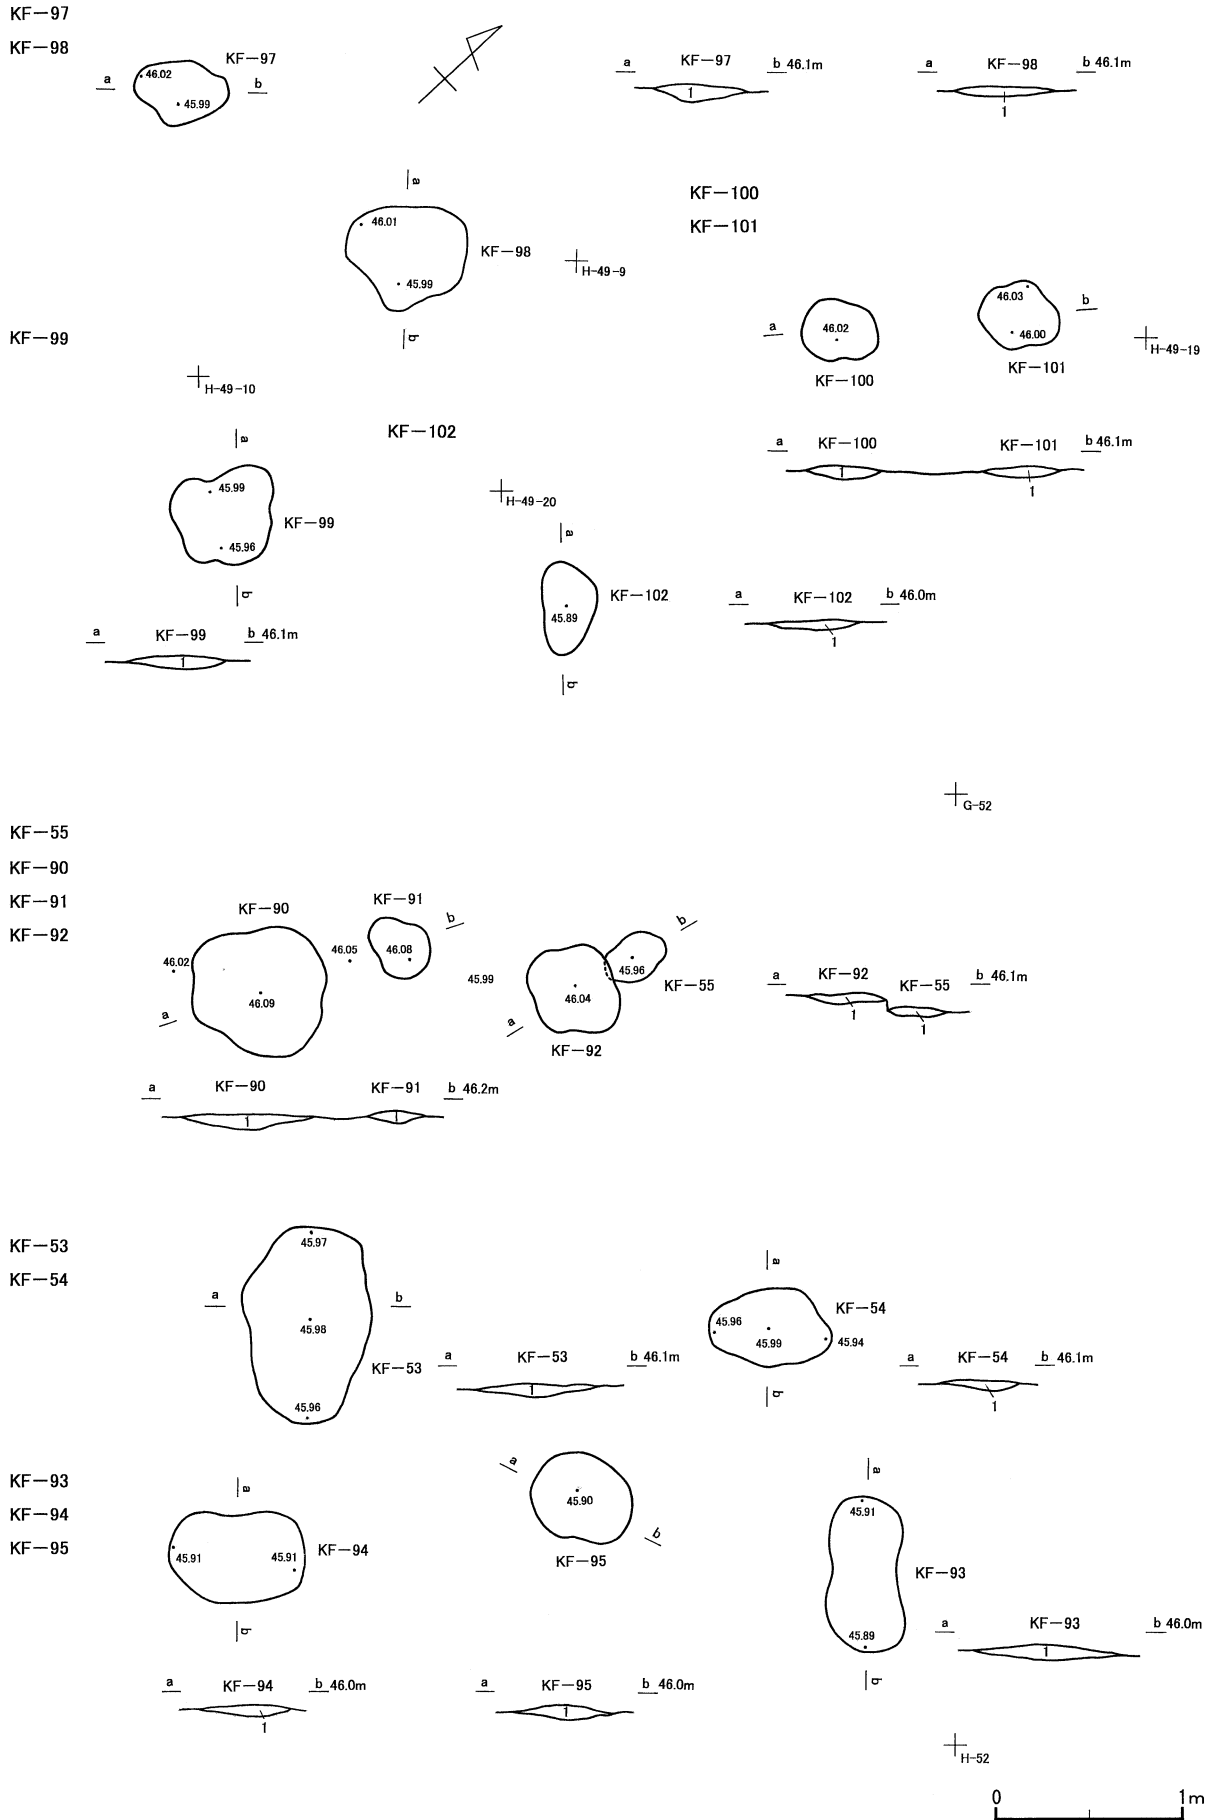 KF-97
KF-98
KF-97
46.02
45.99
a
b
a KF-97 b 46.1m
1
a KF-98 b 46.1m
1
a
46.01
45.99
KF-98
b
H-49-9
KF-100
KF-101
a
46.02
KF-100
46.03
46.00
KF-101
b
H-49-19
a KF-100 KF-101 b 46.1m
1
1
KF-99
H-49-10
a
45.99
45.96
KF-99
b
a KF-99 b 46.1m
1
KF-102
H-49-20
a
45.89
KF-102
b
a KF-102 b 46.0m
1
G-52
KF-55
KF-90
KF-91
KF-92
KF-90
KF-91
46.02
46.09
46.05
46.08
a
b
45.99
46.04
45.96
KF-55
KF-92
a
b
a KF-92 KF-55 b 46.1m
1
1
a KF-90 KF-91 b 46.2m
1
1
KF-53
KF-54
45.97
a
b
45.98
KF-53
45.96
a KF-53 b 46.1m
1
a
45.96
45.99
45.94
KF-54
b
a KF-54 b 46.1m
1
KF-93
KF-94
KF-95
a
45.91
45.91
KF-94
b
a
45.90
b
KF-95
a
45.91
KF-93
45.89
b
a KF-93 b 46.0m
1
a KF-94 b 46.0m
1
a KF-95 b 46.0m
1
H-52
0 1m